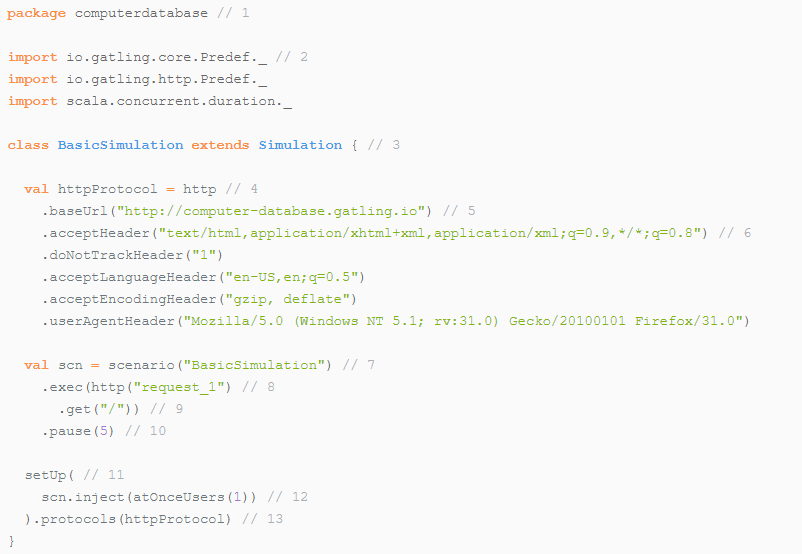 package computerdatabase // 1
import io.gatling.core.Predef._ // 2
import io.gatling.http.Predef._
import scala.concurrent.duration._
class BasicSimulation extends Simulation { // 3
  val httpProtocol = http // 4
    .baseUrl("http://computer-database.gatling.io") // 5
    .acceptHeader("text/html,application/xhtml+xml,application/xml;q=0.9,*/*;q=0.8") // 6
    .doNotTrackHeader("1")
    .acceptLanguageHeader("en-US,en;q=0.5")
    .acceptEncodingHeader("gzip, deflate")
    .userAgentHeader("Mozilla/5.0 (Windows NT 5.1; rv:31.0) Gecko/20100101 Firefox/31.0")
  val scn = scenario("BasicSimulation") // 7
    .exec(http("request_1") // 8
      .get("/")) // 9
    .pause(5) // 10
  setUp( // 11
    scn.inject(atOnceUsers(1)) // 12
  ).protocols(httpProtocol) // 13
}